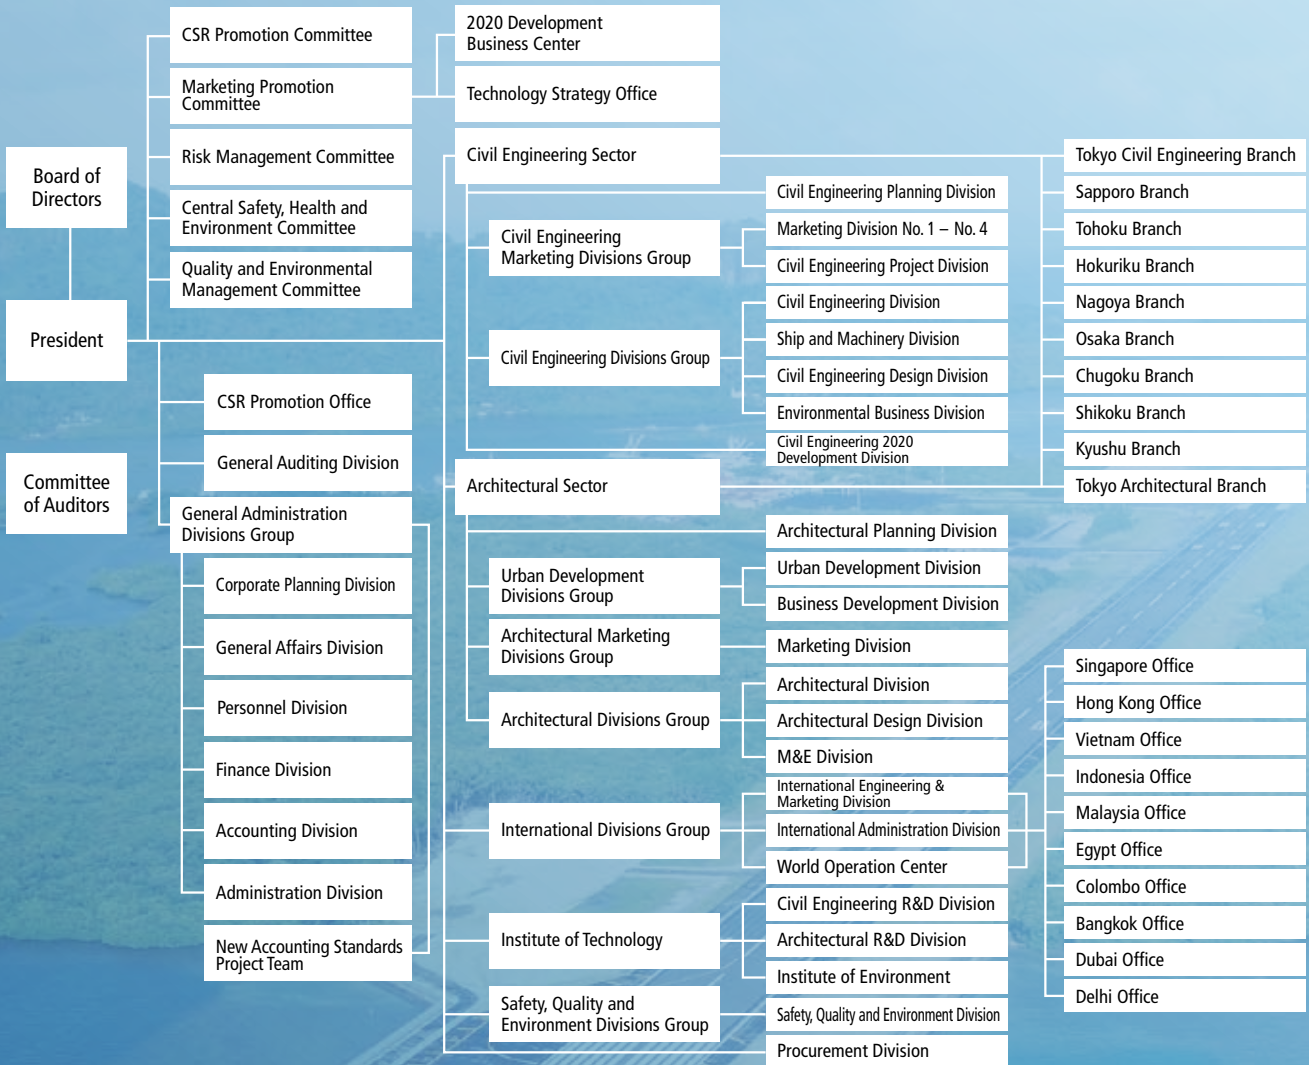 Board of
Directors
President
Committee
of Auditors
CSR Promotion Committee
Marketing Promotion
Committee
Risk Management Committee
Central Safety, Health and
Environment Committee
Quality and Environmental
Management Committee
CSR Promotion Office
General Auditing Division
General Administration
Divisions Group
Corporate Planning Division
General Affairs Division
Personnel Division
Finance Division
Accounting Division
Administration Division
New Accounting Standards
Project Team
2020 Development
Business Center
Technology Strategy Office
Civil Engineering Sector
Civil Engineering Planning Division
Civil Engineering
Marketing Divisions Group
Marketing Division No. 1 – No. 4
Civil Engineering Project Division
Civil Engineering Divisions Group
Civil Engineering Division
Ship and Machinery Division
Civil Engineering Design Division
Environmental Business Division
Civil Engineering 2020
Development Division
Architectural Sector
Architectural Planning Division
Urban Development
Divisions Group
Urban Development Division
Business Development Division
Architectural Marketing
Divisions Group
Marketing Division
Architectural Divisions Group
Architectural Division
Architectural Design Division
M&E Division
International Divisions Group
International Engineering &
Marketing Division
International Administration Division
World Operation Center
Institute of Technology
Civil Engineering R&D Division
Architectural R&D Division
Institute of Environment
Safety, Quality and
Environment Divisions Group
Safety, Quality and Environment Division
Procurement Division
Tokyo Civil Engineering Branch
Sapporo Branch
Tohoku Branch
Hokuriku Branch
Nagoya Branch
Osaka Branch
Chugoku Branch
Shikoku Branch
Kyushu Branch
Tokyo Architectural Branch
Singapore Office
Hong Kong Office
Vietnam Office
Indonesia Office
Malaysia Office
Egypt Office
Colombo Office
Bangkok Office
Dubai Office
Delhi Office